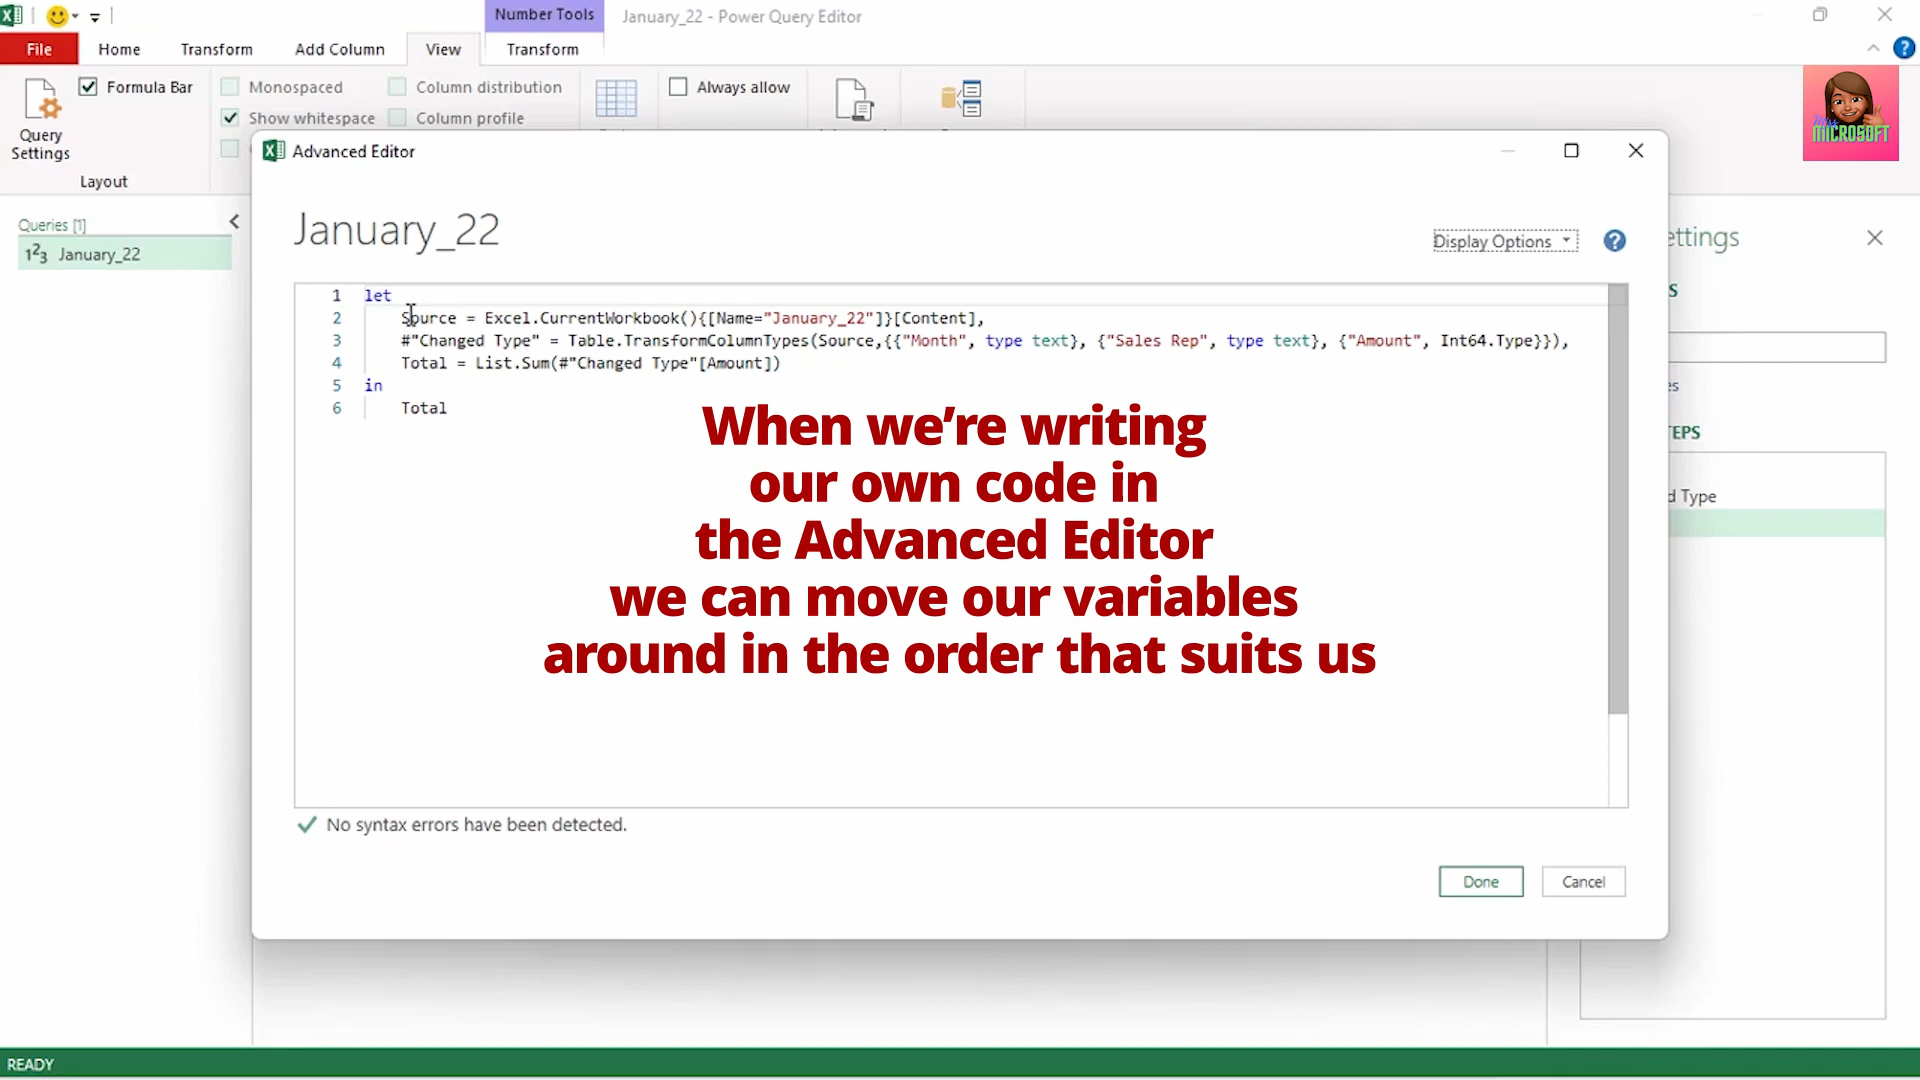 Number Tools
January_22 - Power Query Editor
File
Home
Transform
Add Column
View
Transform
Formula Bar
Monospaced
Column distribution
Always allow
Show whitespace
Column profile
Query
Settings
Layout
MICROSOFT
Advanced Editor
Queries [1]
January_22
January_22
Display Options
ettings
S
1 let
2 Source = Excel.CurrentWorkbook(){[Name="January_22"]}[Content],
3 #"Changed Type" = Table.TransformColumnTypes(Source,{{"Month", type text}, {"Sales Rep", type text}, {"Amount", Int64.Type}}),
4 Total = List.Sum(#"Changed Type"[Amount])
5 in
6 Total
es
TEPS
d Type
When we’re writing
our own code in
the Advanced Editor
we can move our variables
around in the order that suits us
No syntax errors have been detected.
Done
Cancel
READY